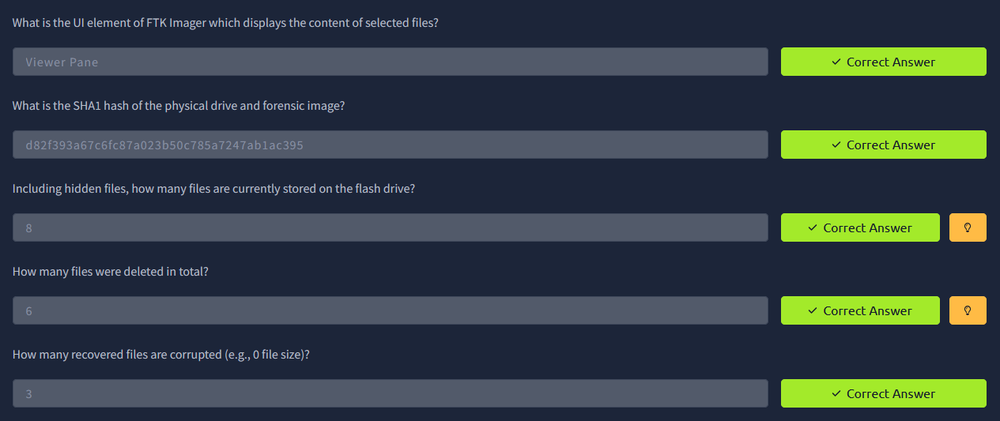 What is the UI element of FTK Imager which displays the content of selected files?
Viewer Pane
✓ Correct Answer
What is the SHA1 hash of the physical drive and forensic image?
d82f393a67c6fc87a023b50c785a7247ab1ac395
✓ Correct Answer
Including hidden files, how many files are currently stored on the flash drive?
8
✓ Correct Answer
How many files were deleted in total?
6
✓ Correct Answer
How many recovered files are corrupted (e.g., 0 file size)?
3
✓ Correct Answer